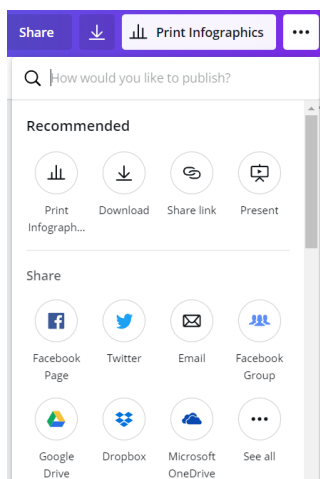 Share Print Infographics
How would you like to publish?
Recommended
Print Infograph... Download Share link Present
Share
Facebook Page Twitter Email Facebook Group
Google Drive Dropbox Microsoft OneDrive See all